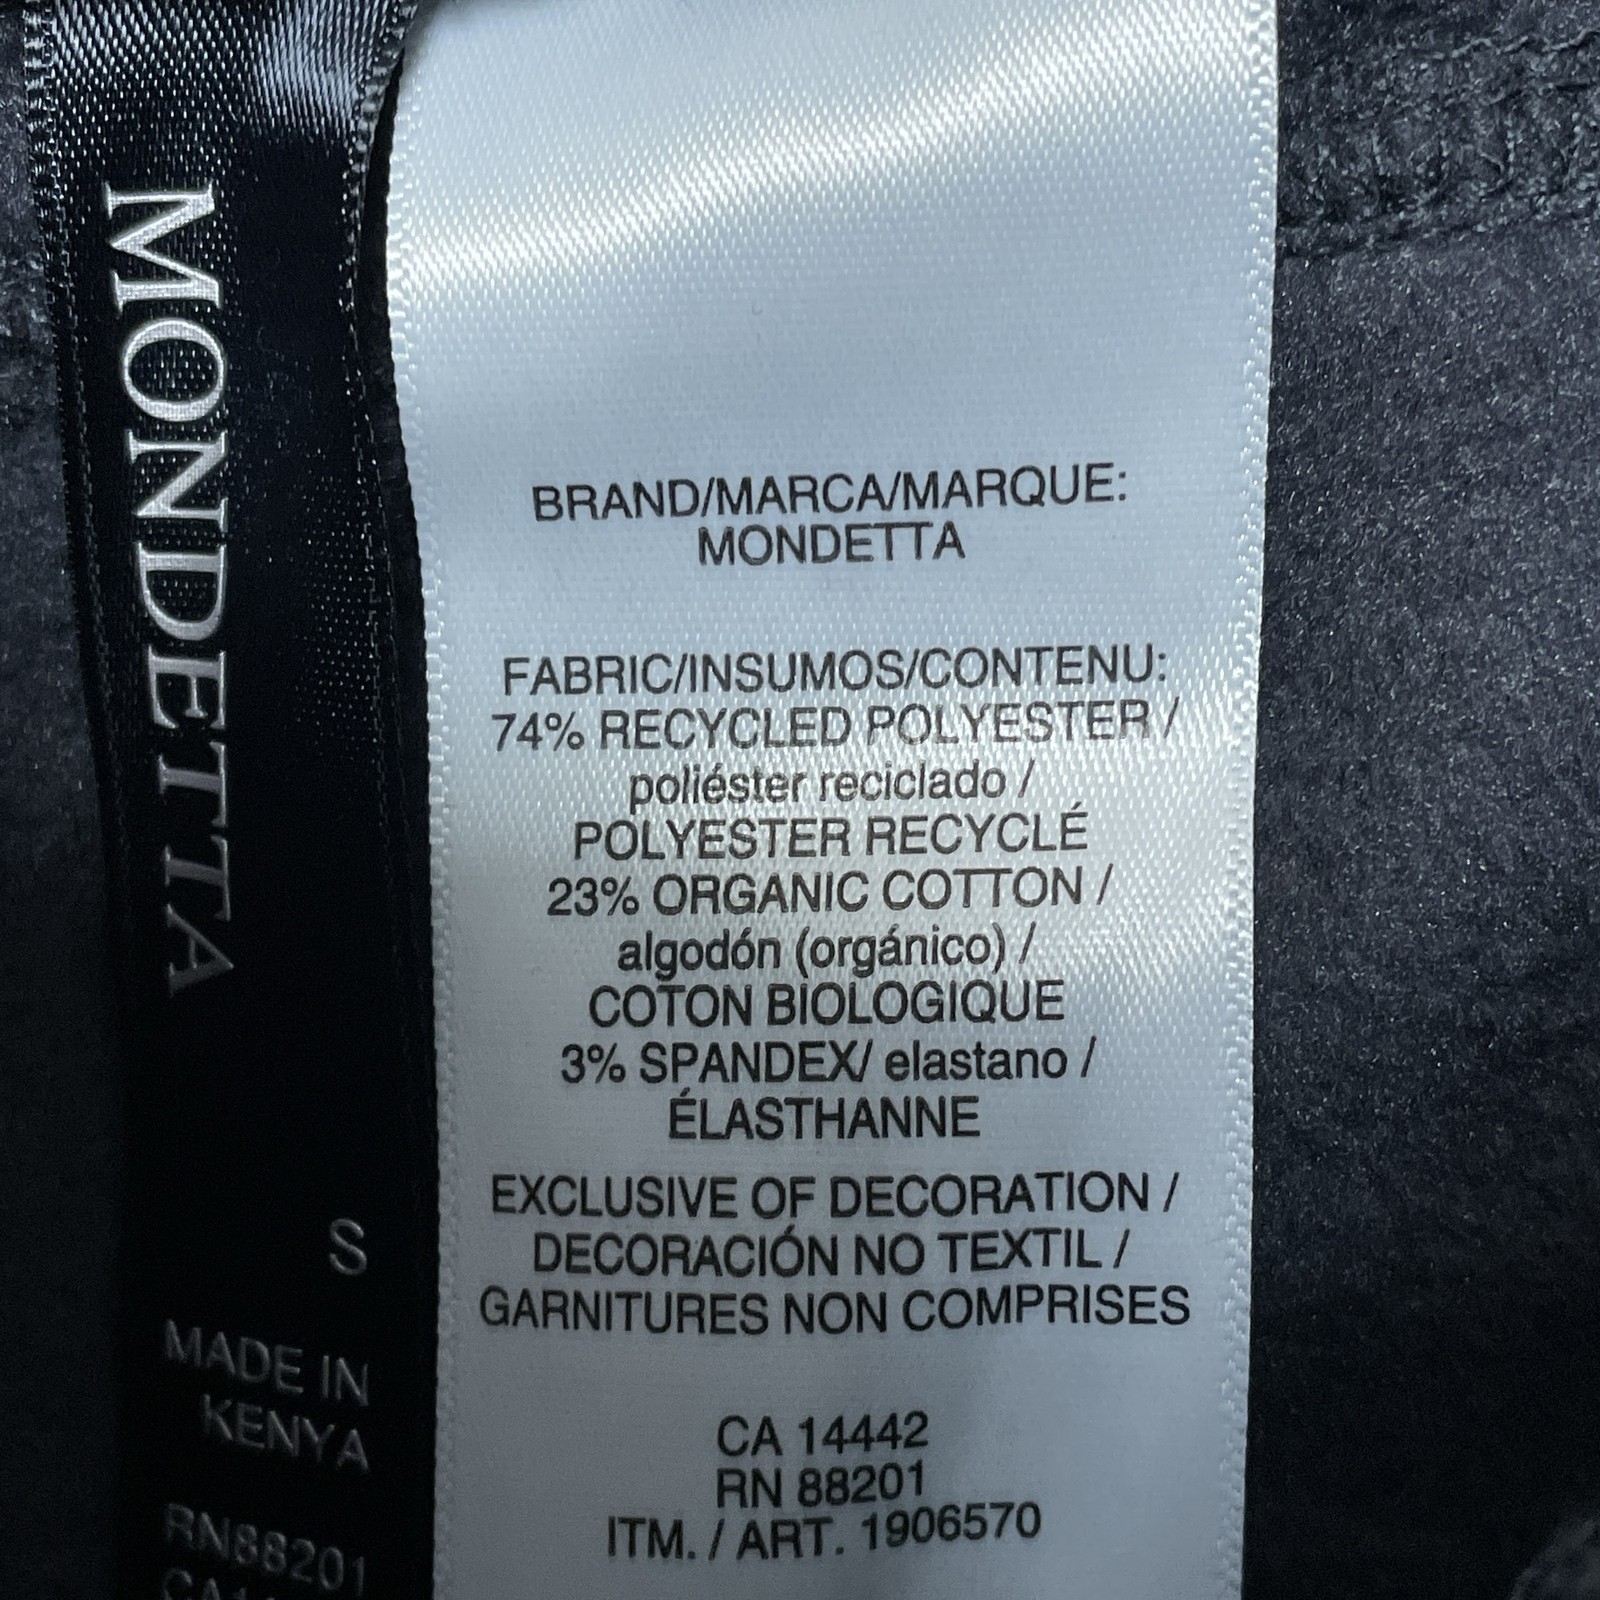 MONDETTA
S
MADE IN
KENYA
RN88201
BRAND/MARCA/MARQUE:
MONDETTA
FABRIC/INSUMOS/CONTENU:
74% RECYCLED POLYESTER /
poliéster reciclado /
POLYESTER RECYCLÉ
23% ORGANIC COTTON /
algodón (orgánico) /
COTON BIOLOGIQUE
3% SPANDEX/ elastano /
ÉLASTHANNE
EXCLUSIVE OF DECORATION /
DECORACIÓN NO TEXTIL /
GARNITURES NON COMPRISES
CA 14442
RN 88201
ITM. / ART. 1906570